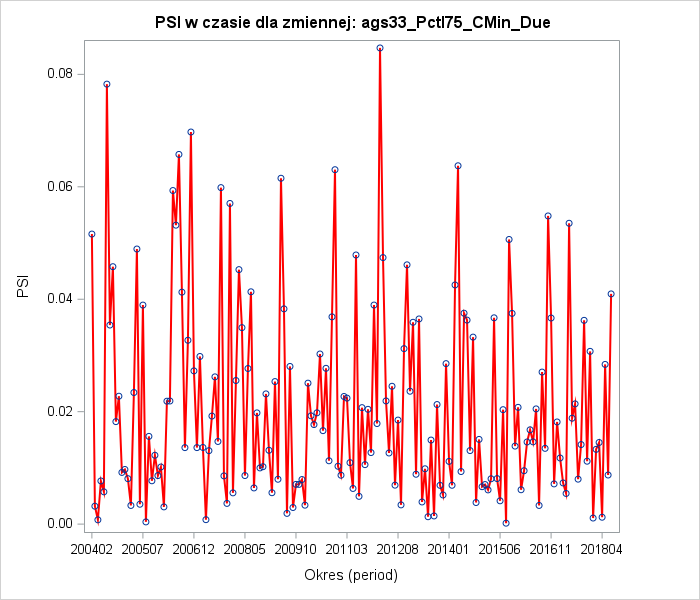 PSI w czasie dla zmiennej: ags33_Pctl75_CMin_Due
0.08
0.06
0.04
0.02
0.00
PSI
200402 200507 200612 200805 200910 201103 201208 201401 201506 201611 201804
Okres (period)